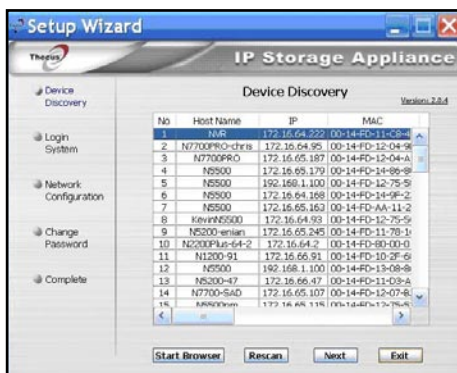 Setup Wizard
Thecus
IP Storage Appliance
Device Discovery
Login System
Network Configuration
Change Password
Complete
Device Discovery
Version: 2.0.4
No Host Name IP MAC
1 NVR 172.16.64.222 00-14-FD-11-C8-4
2 N7700PRO-chris 172.16.64.95 00-14-FD-12-04-9
3 N7700PRO 172.16.65.187 00-14-FD-12-04-A
4 N5500 172.16.65.179 00-14-FD-14-86-8
5 N5500 192.168.1.100 00-14-FD-12-75-5
6 N5500 172.16.64.168 00-14-FD-14-9F-2
7 N5500 172.16.65.163 00-14-FD-AA-11-2
8 KevinN5500 172.16.64.93 00-14-FD-12-75-5
9 N5200-enian 172.16.65.245 00-14-FD-11-78-1
10 N2200Plus-64-2 172.16.64.2 00-14-FD-80-00-0
11 N1200-91 172.16.66.91 00-14-FD-10-2F-6
12 N5500 192.168.1.100 00-14-FD-13-08-8
13 N5200-47 172.16.66.47 00-14-FD-11-D3-A
14 N7700-SAD 172.16.65.107 00-14-FD-12-07-8
15 172.16.65.115
Start Browser Rescan Next Exit